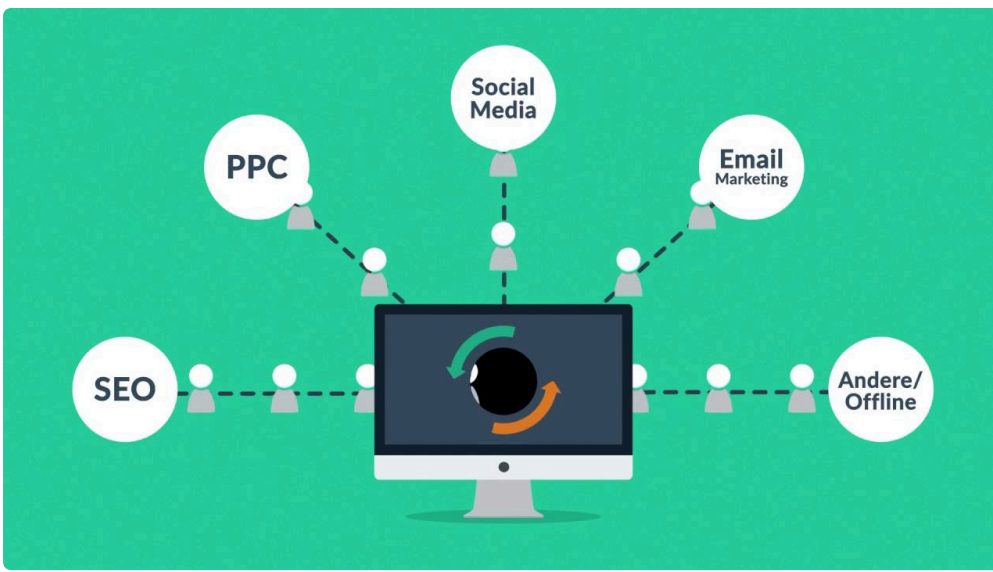 Social
Media
PPC
Email
Marketing
SEO
Andere/
Offline